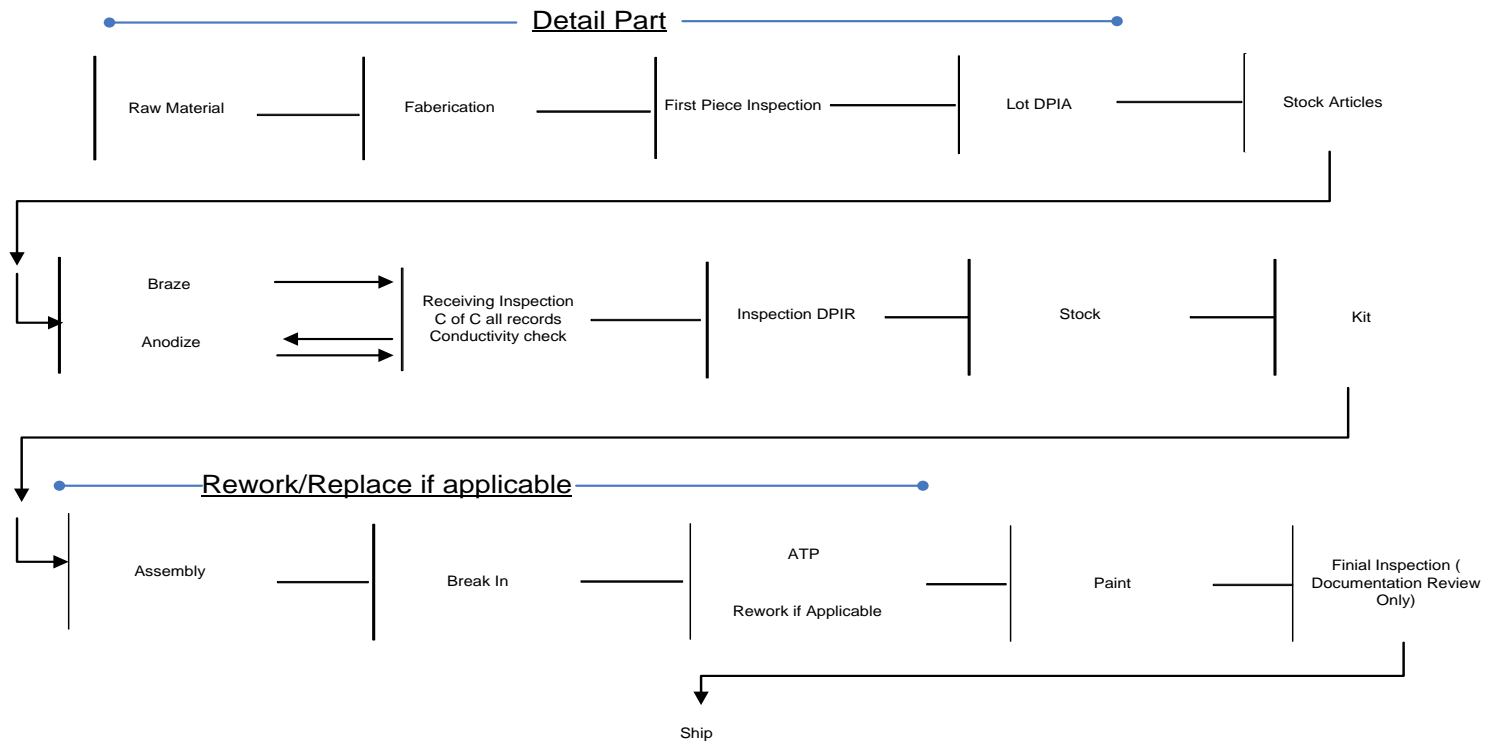 Detail Part
Raw Material
Faberication
First Piece Inspection
Lot DPIA
Stock Articles
Braze
Anodize
Receiving Inspection
C of C all records
Conductivity check
Inspection DPIR
Stock
Kit
Rework/Replace if applicable
Assembly
Break In
ATP
Rework if Applicable
Paint
Finial Inspection (
Documentation Review
Only)
Ship